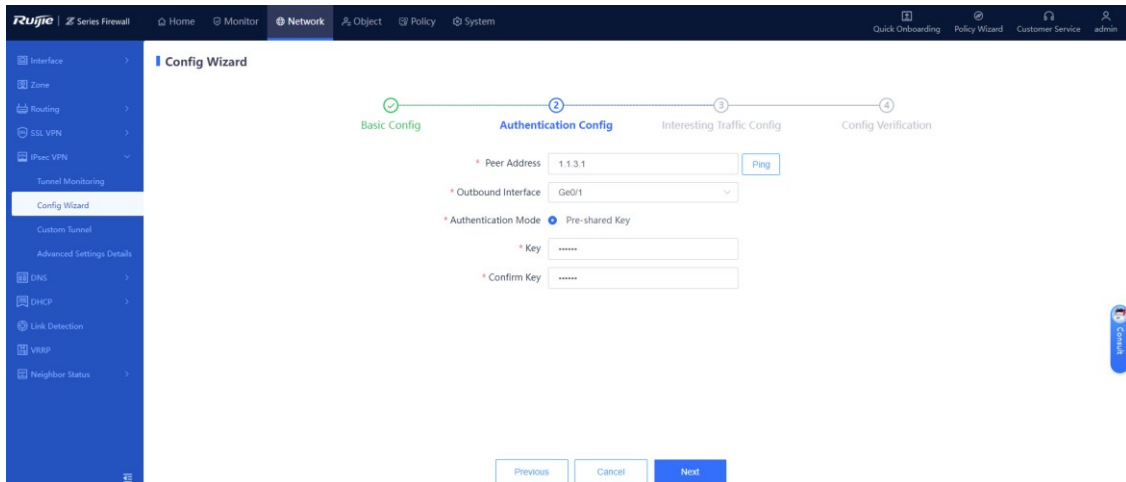 Ruijie | Z Series Firewall
Home
Monitor
Network
Object
Policy
System
Quick Onboarding
Policy Wizard
Customer Service
admin
Interface
Zone
Routing
SSL VPN
IPsec VPN
Tunnel Monitoring
Config Wizard
Custom Tunnel
Advanced Settings Details
DNS
DHCP
Link Detection
VRRP
Neighbor Status
Config Wizard
2
3
4
Basic Config
Authentication Config
Interesting Traffic Config
Config Verification
* Peer Address 1.1.3.1 Ping
* Outbound Interface Ge0/1
* Authentication Mode Pre-shared Key
* Key ••••••
* Confirm Key ••••••
Consult
Previous
Cancel
Next